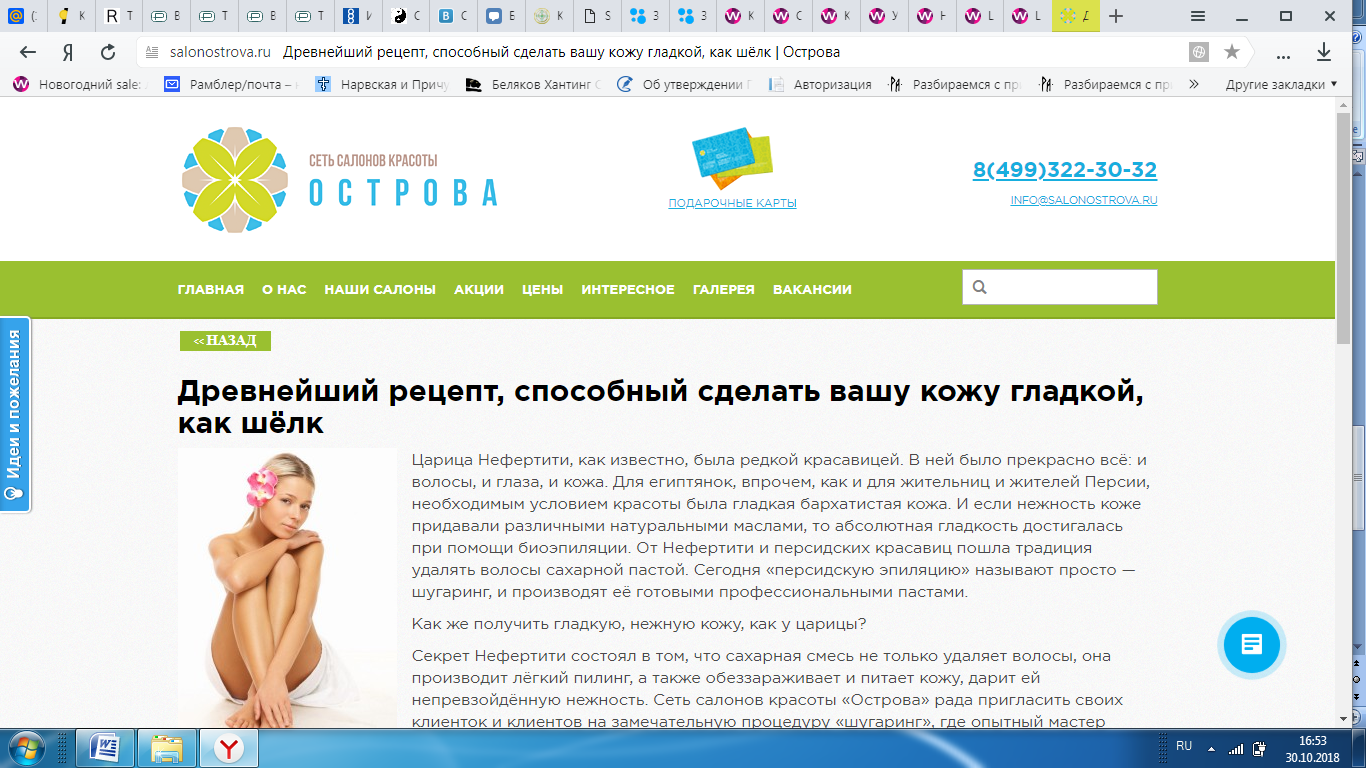 К
Т
В
Т
В
Т
И
С
С
Б
К
S
З
З
К
С
К
У
Н
L
L
Д
salonostrova.ru Древнейший рецепт, способный сделать вашу кожу гладкой, как шёлк | Острова
Новогодний sale: Рамблер/почта – Нарвская и Прич Беляков Хантинг Об утверждении Авторизация Разбираемся с пр Разбираемся с пр Другие закладки
СЕТЬ САЛОНОВ КРАСОТЫ
ОСТРОВА
ПОДАРОЧНЫЕ КАРТЫ
8(499)322-30-32
INFO@SALONOSTROVA.RU
ГЛАВНАЯ О НАС НАШИ САЛОНЫ АКЦИИ ЦЕНЫ ИНТЕРЕСНОЕ ГАЛЕРЕЯ ВАКАНСИИ
Идеи и пожелания
<< НАЗАД
Древнейший рецепт, способный сделать вашу кожу гладкой,
как шёлк
Царица Нефертити, как известно, была редкой красавицей. В ней было прекрасно всё: и
волосы, и глаза, и кожа. Для египтянок, впрочем, как и для жительниц и жителей Персии,
необходимым условием красоты была гладкая бархатистая кожа. И если нежность коже
придавали различными натуральными маслами, то абсолютная гладкость достигалась
при помощи биоэпиляции. От Нефертити и персидских красавиц пошла традиция
удалять волосы сахарной пастой. Сегодня «персидскую эпиляцию» называют просто —
шугаринг, и производят её готовыми профессиональными пастами.
Как же получить гладкую, нежную кожу, как у царицы?
Секрет Нефертити состоял в том, что сахарная смесь не только удаляет волосы, она
производит лёгкий пилинг, а также обеззараживает и питает кожу, дарит ей
непревзойдённую нежность. Сеть салонов красоты «Острова» рада пригласить своих
клиенток и клиентов на замечательную процедуру «шугаринг», где опытный мастер
RU
16:53
30.10.2018